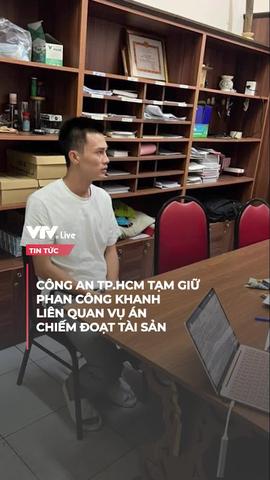 VTV Live
TIN TỨC
CÔNG AN TP.HCM TẠM GIỮ
PHAN CÔNG KHANH
LIÊN QUAN VỤ ÁN
CHIẾM ĐOẠT TÀI SẢN